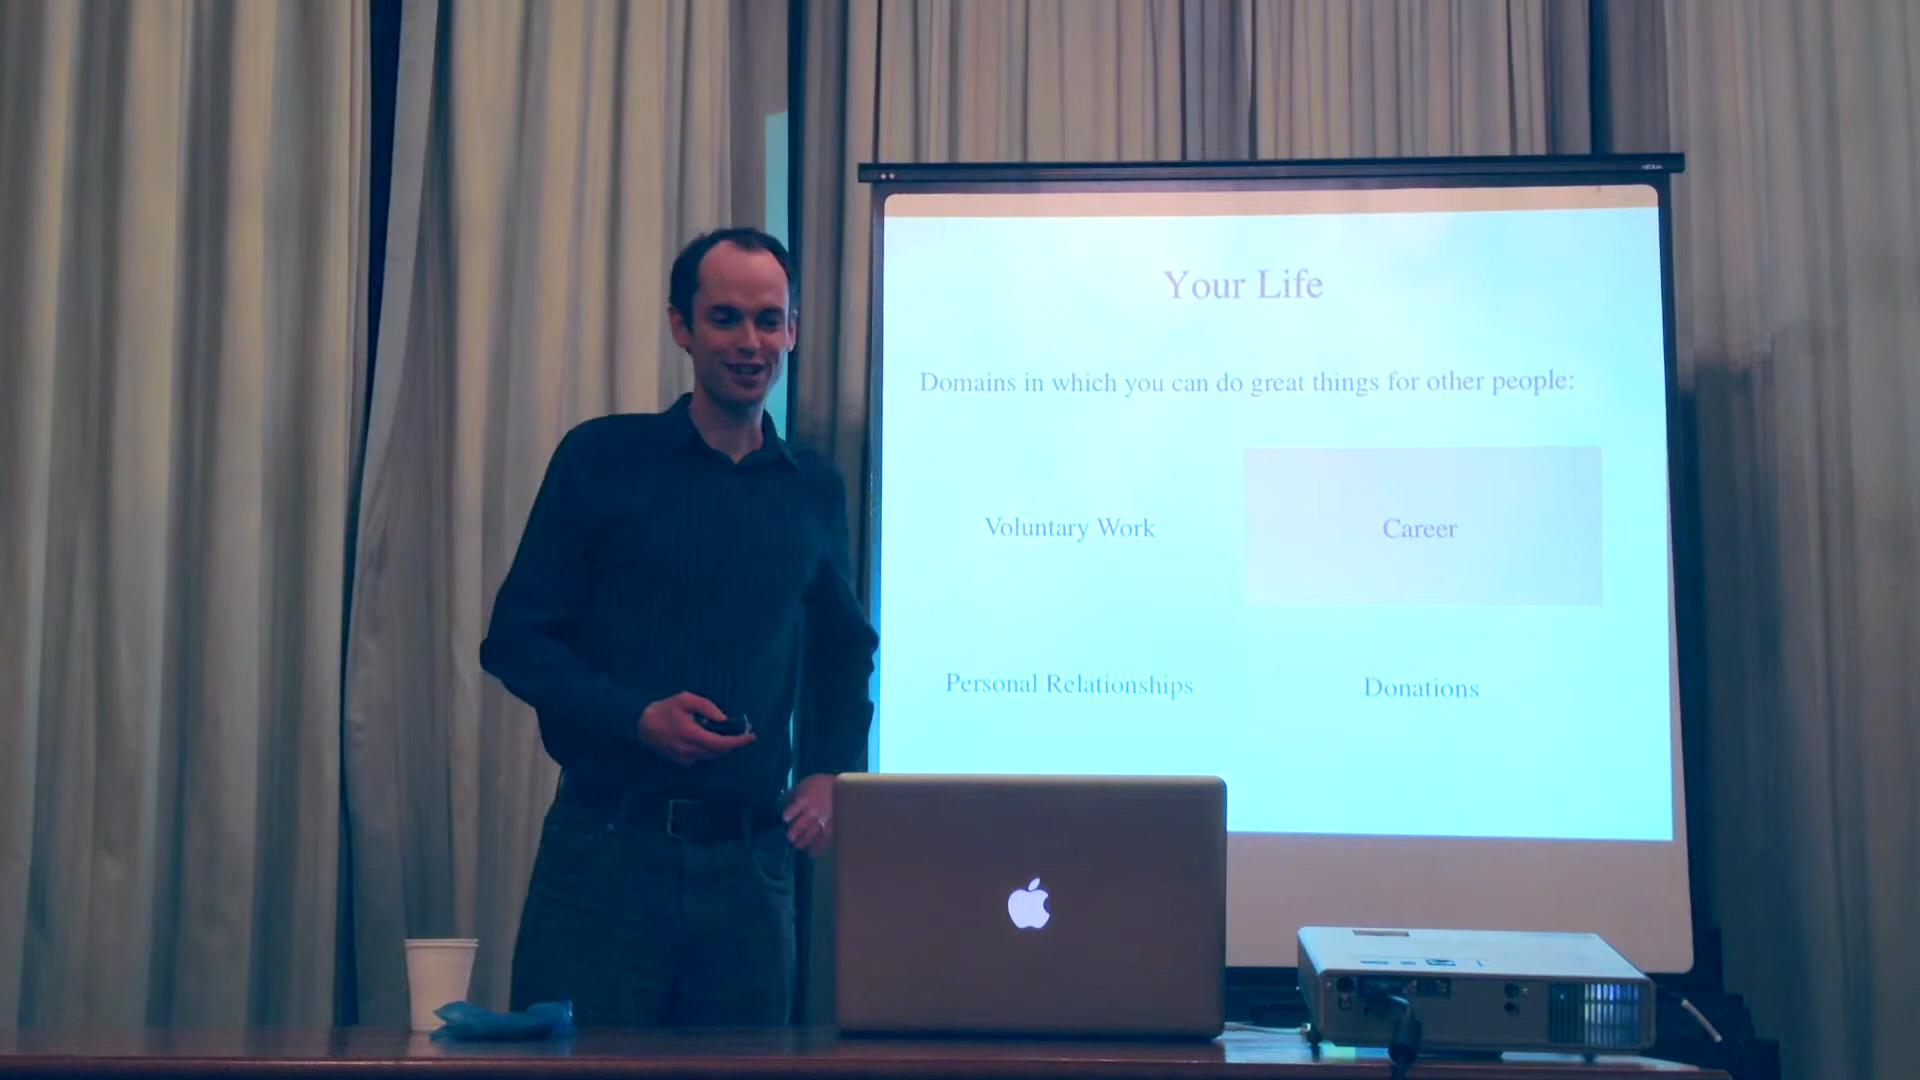 Your Life
Domains in which you can do great things for other people:
Voluntary Work
Career
Personal Relationships
Donations